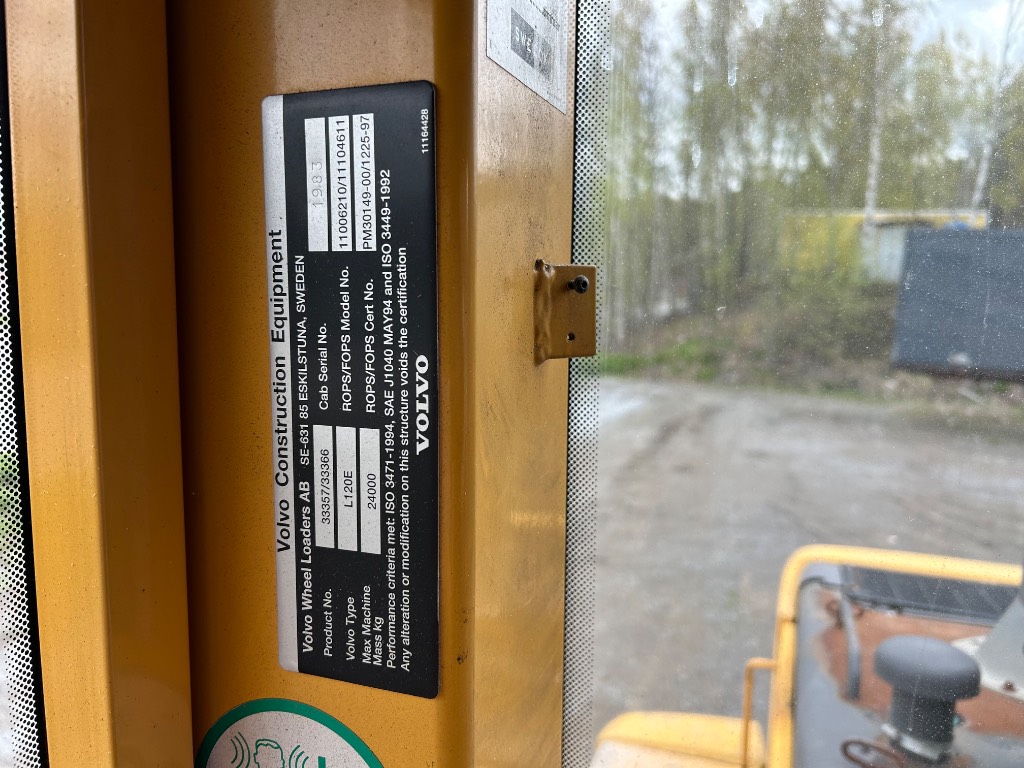 Volvo Construction Equipment
Volvo Wheel Loaders AB SE-631 85 ESKILSTUNA, SWEDEN
Product No. 33357/33366 Cab Serial No. 1983
Volvo Type L120E ROPS/FOPS Model No. 11006210/11104611
Max Machine
Mass Kg 24000 ROPS/FOPS Cert No. PM30149-00/1225-97
Performance criteria met: ISO 3471-1994, SAE J1040 MAY94 and ISO 3449-1992
Any alteration or modification on this structure voids the certification
VOLVO 11164428